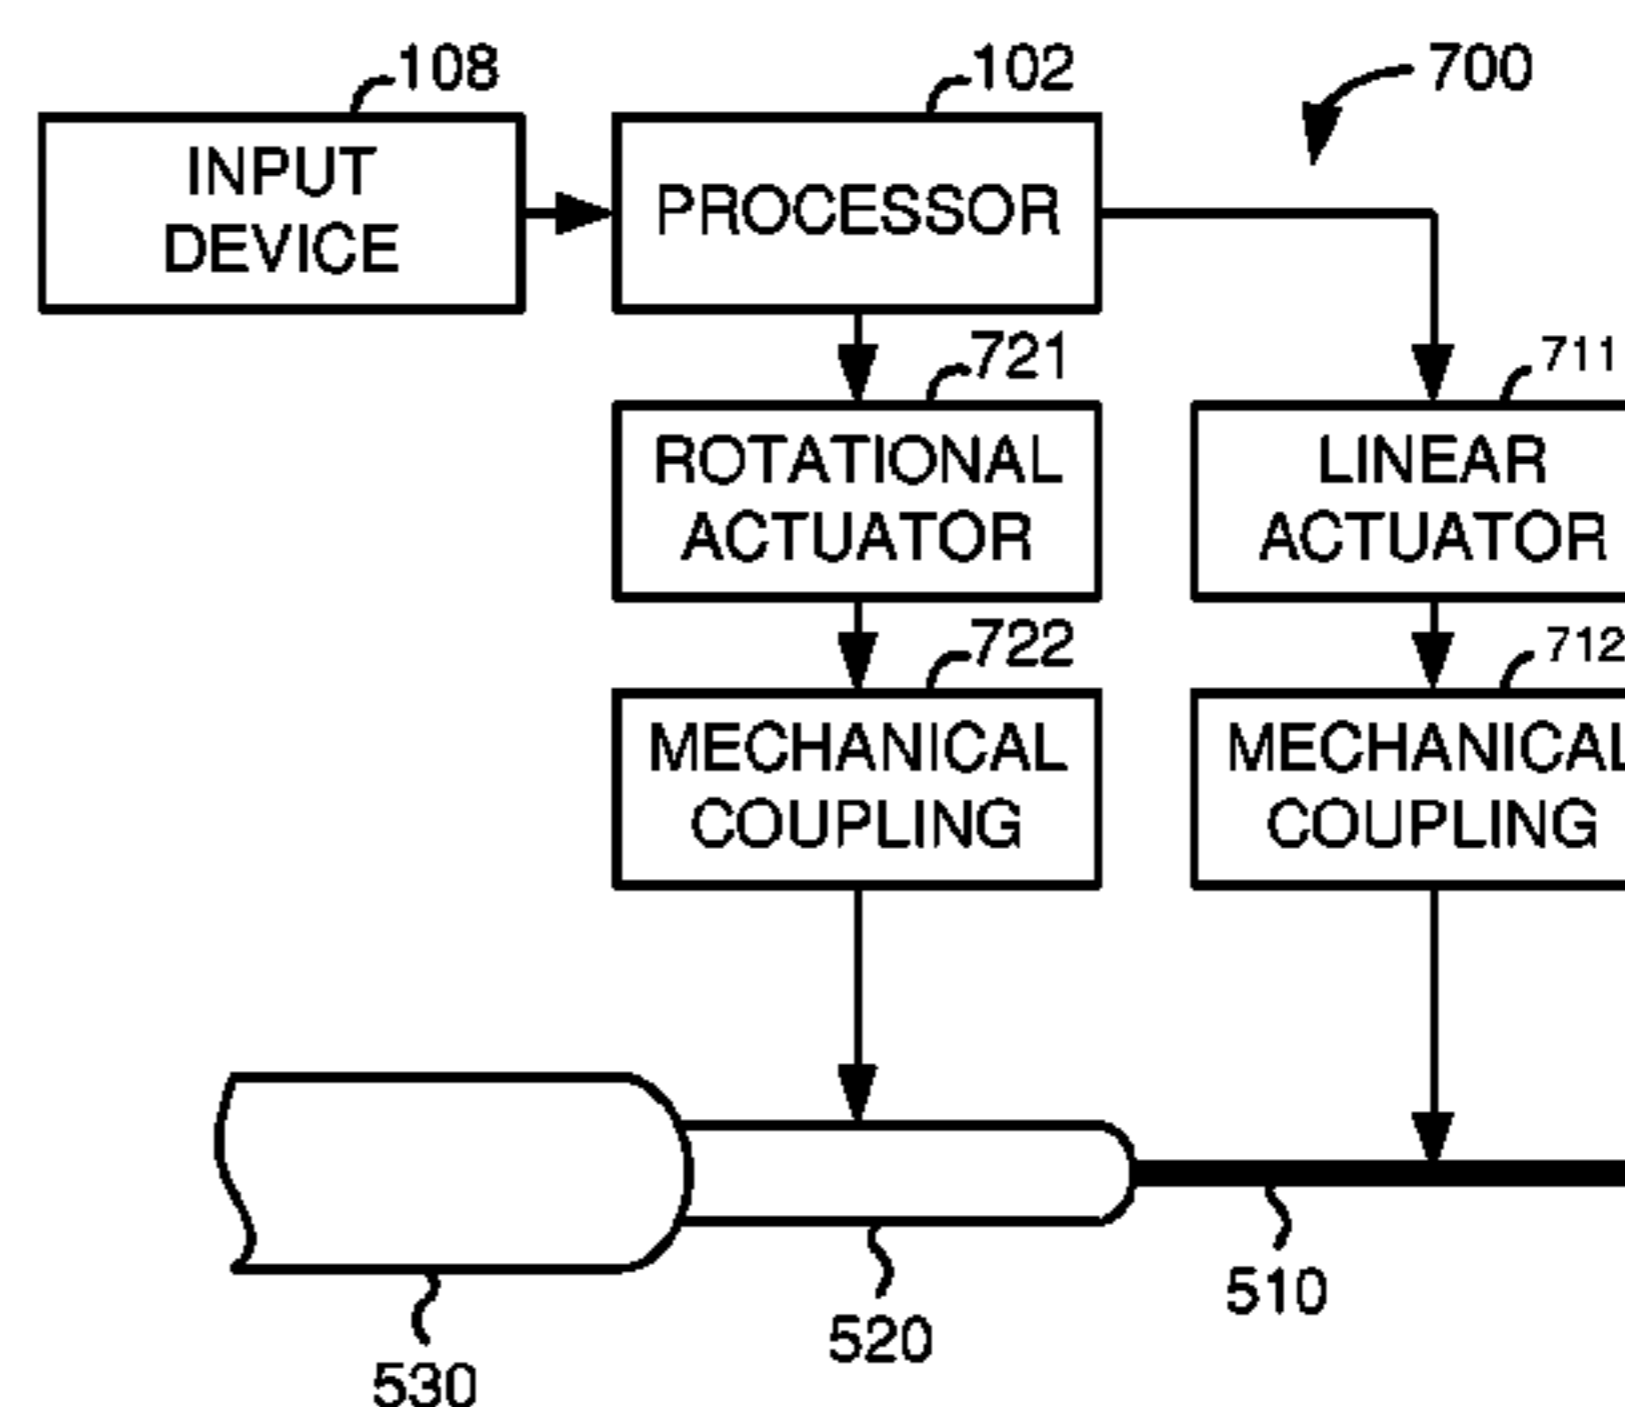 108
102
700
INPUT
DEVICE
PROCESSOR
721
711
ROTATIONAL
ACTUATOR
LINEAR
ACTUATOR
722
712
MECHANICAL
COUPLING
MECHANICAL
COUPLING
510
520
530